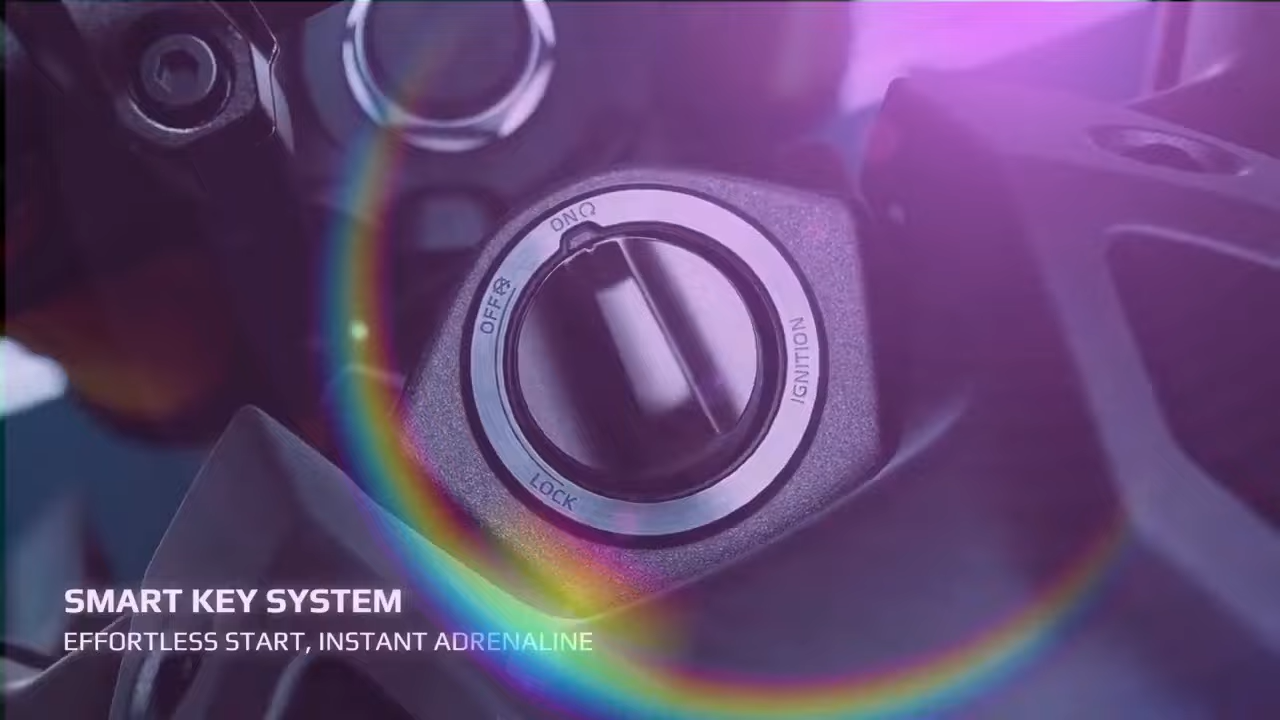 ON
OFF
IGNITION
LOCK
SMART KEY SYSTEM
EFFORTLESS START, INSTANT ADRENALINE